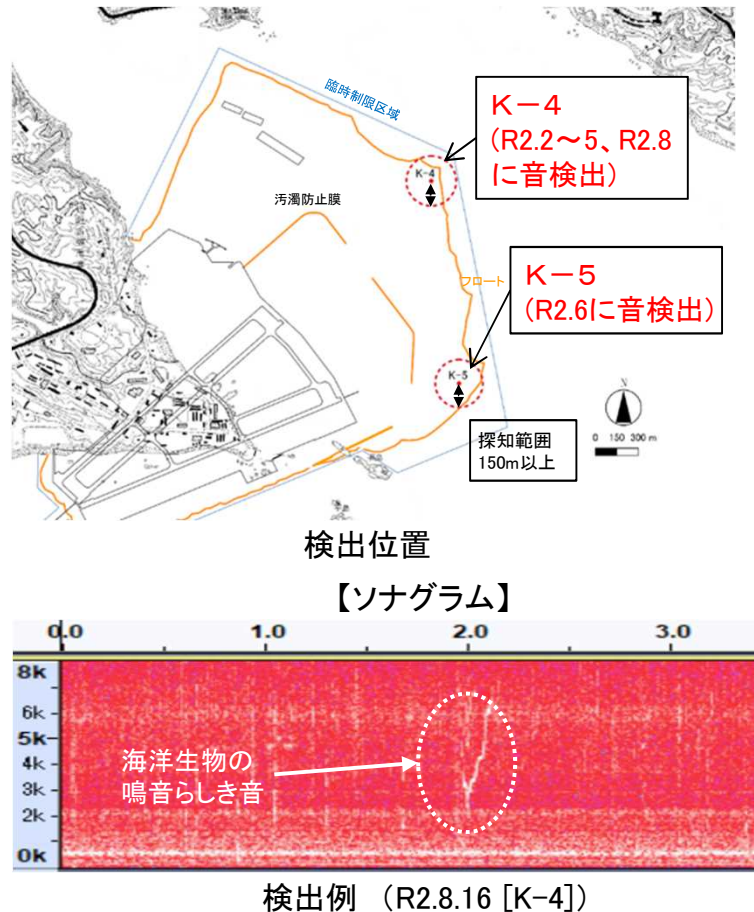 臨時制限区域
K-4
(R2.2～5、R2.8
に音検出)
K-4
汚濁防止膜
フロート
K-5
(R2.6に音検出)
K-5
N
探知範囲
150m以上
0 150 300 m
検出位置
【ソナグラム】
0.0 1.0 2.0 3.0
8k
6k
5k
4k
3k
2k
0k
海洋生物の
鳴音らしき音
検出例 (R2.8.16 [K-4])